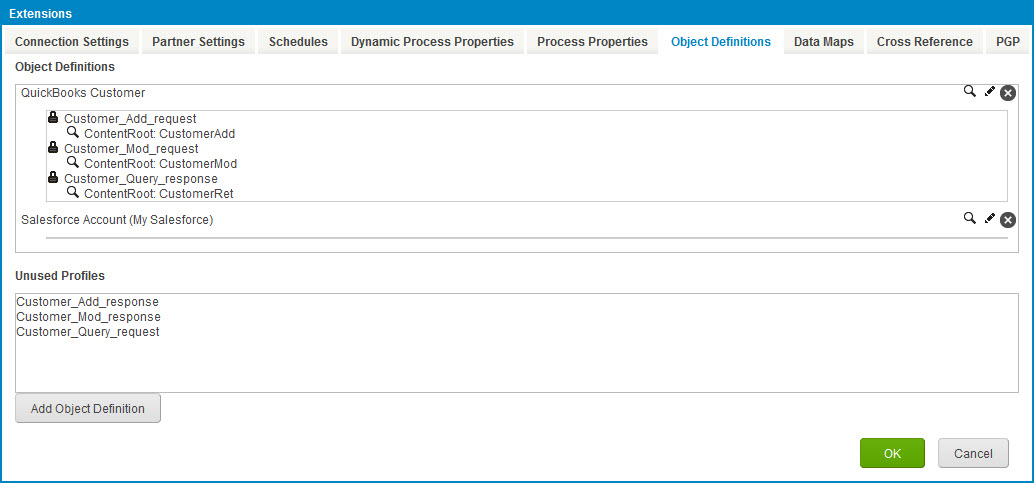 Extensions
Connection Settings Partner Settings Schedules Dynamic Process Properties Process Properties Object Definitions Data Maps Cross Reference PGP
Object Definitions
QuickBooks Customer
Customer_Add_request
ContentRoot: CustomerAdd
Customer_Mod_request
ContentRoot: CustomerMod
Customer_Query_response
ContentRoot: CustomerRet
Salesforce Account (My Salesforce)
Unused Profiles
Customer_Add_response
Customer_Mod_response
Customer_Query_request
Add Object Definition
OK Cancel